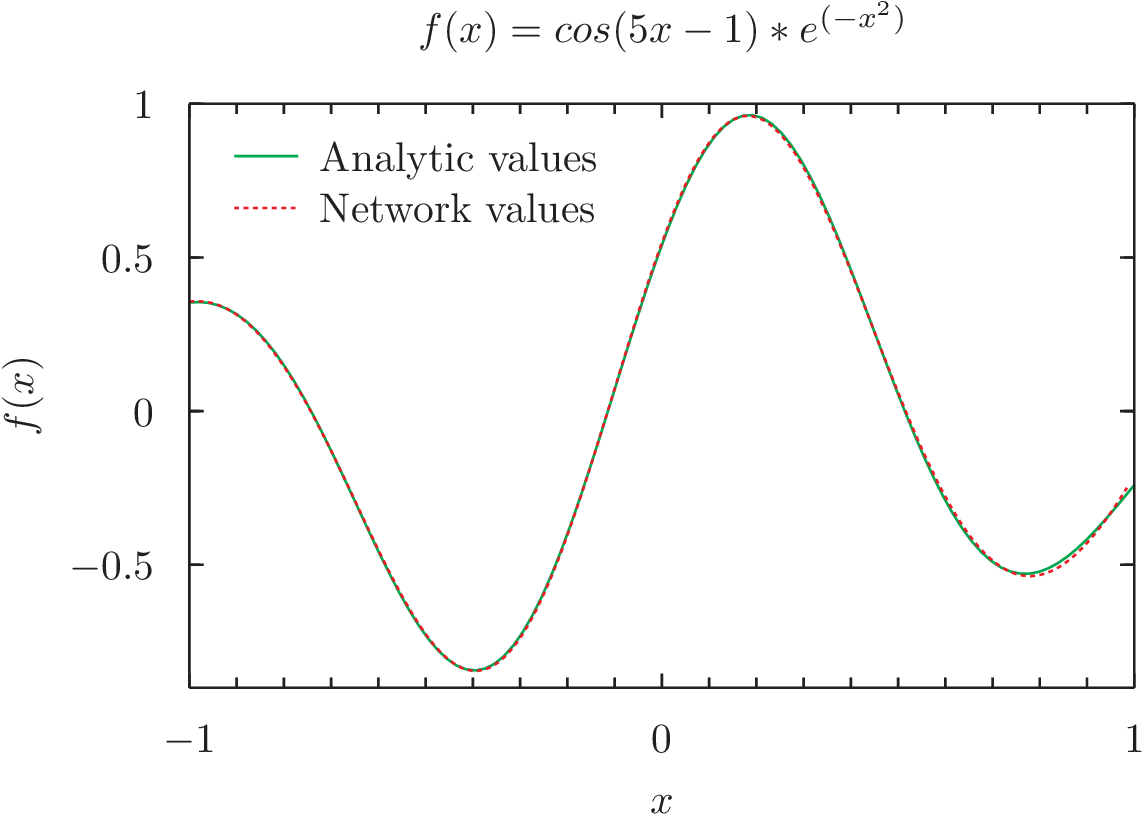 f(x) = cos(5x − 1) ∗ e^(−x²)
1
Analytic values
Network values
0.5
f(x)
0
−0.5
−1
0
1
x